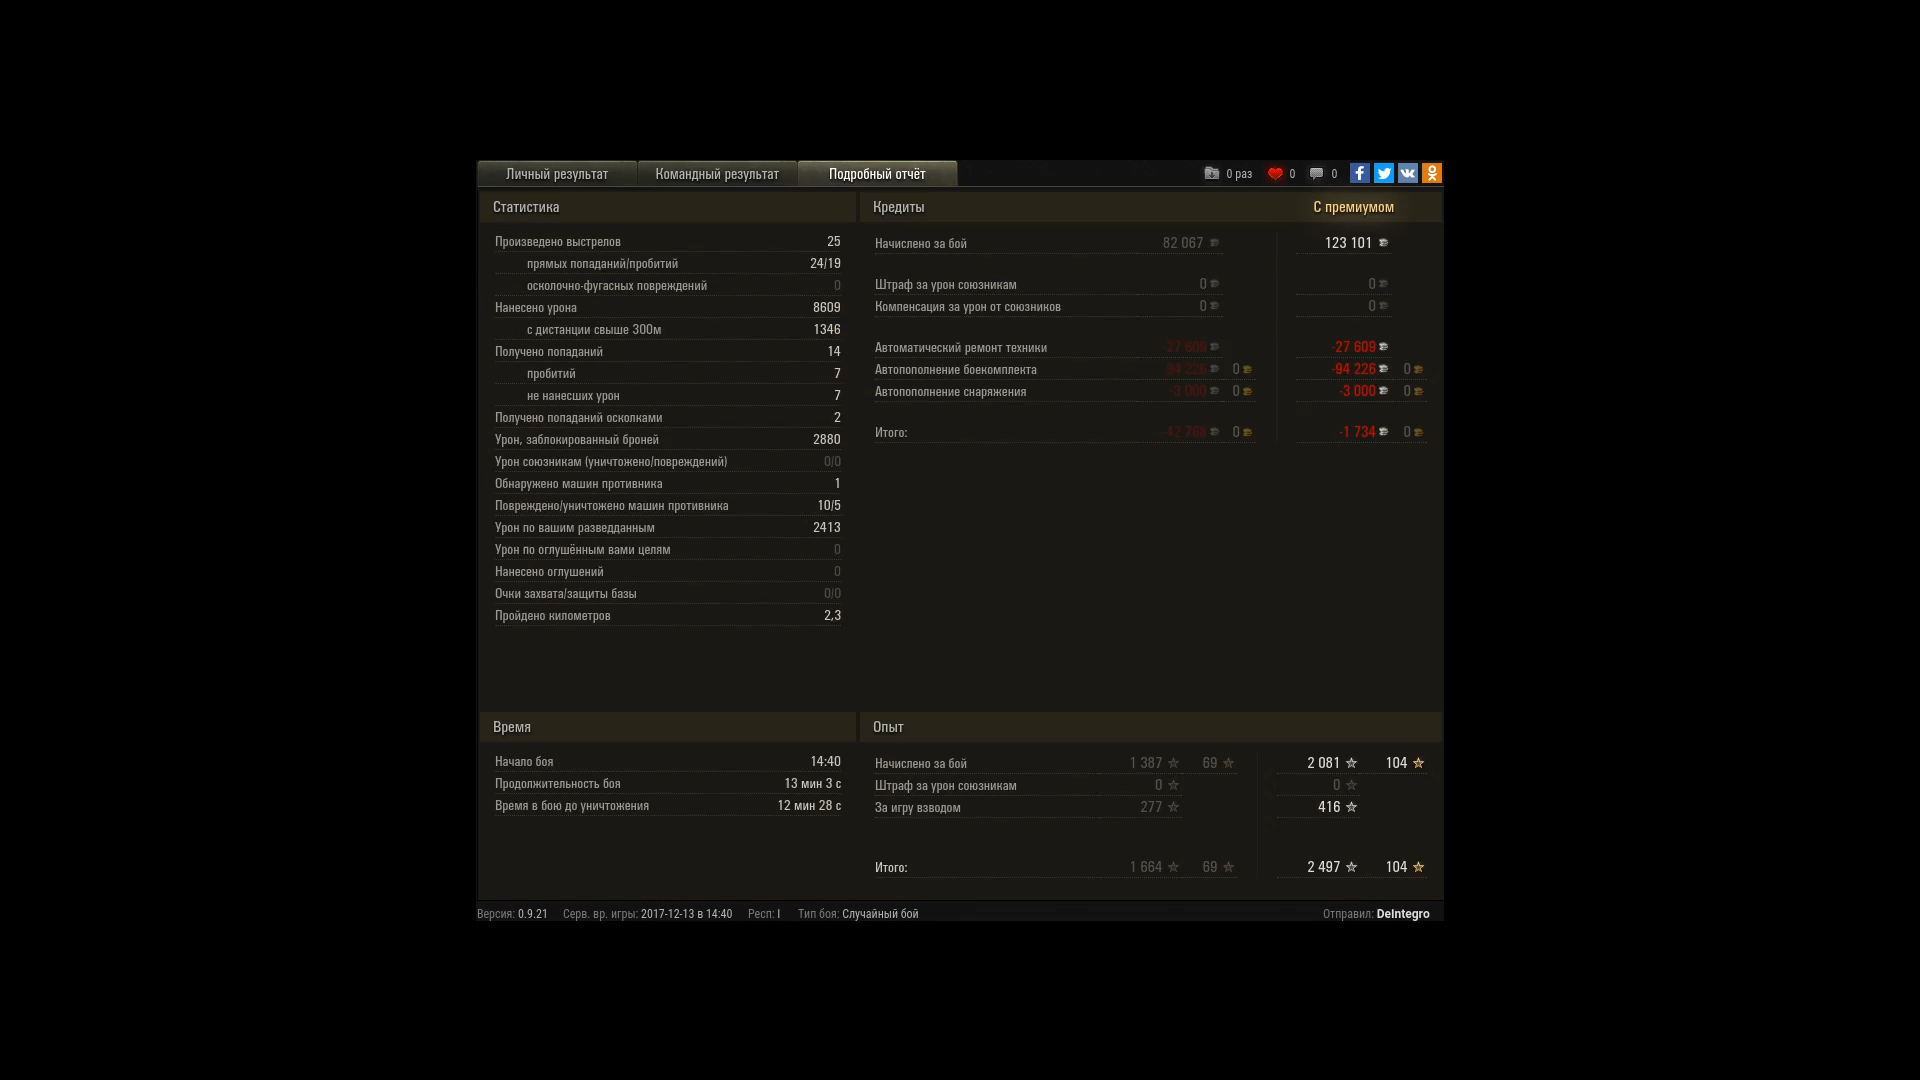 Личный результат Командный результат Подробный отчёт 0 раз 0 0
Статистика
Произведено выстрелов 25
прямых попаданий/пробитий 24/19
осколочно-фугасных повреждений 0
Нанесено урона 8609
с дистанции свыше 300м 1346
Получено попаданий 14
пробитий 7
не нанесших урон 7
Получено попаданий осколками 2
Урон, заблокированный броней 2880
Урон союзникам (уничтожено/повреждений) 0/0
Обнаружено машин противника 1
Повреждено/уничтожено машин противника 10/5
Урон по вашим разведданным 2413
Урон по оглушённым вами целям 0
Нанесено оглушений 0
Очки захвата/защиты базы 0/0
Пройдено километров 2,3
Кредиты С премиумом
Начислено за бой 82 067 123 101
Штраф за урон союзникам 0 0
Компенсация за урон от союзников 0 0
Автоматический ремонт техники -27 609 -27 609
Автопополнение боекомплекта -94 226 0 -94 226 0
Автопополнение снаряжения -3 000 0 -3 000 0
Итого: -42 768 0 -1 734 0
Время
Начало боя 14:40
Продолжительность боя 13 мин 3 с
Время в бою до уничтожения 12 мин 28 с
Опыт
Начислено за бой 1 387 69 2 081 104
Штраф за урон союзникам 0 0
За игру взводом 277 416
Итого: 1 664 69 2 497 104
Версия: 0.9.21 Серв. вр. игры: 2017-12-13 в 14:40 Респ: I Тип боя: Случайный бой Отправил: DeIntegro